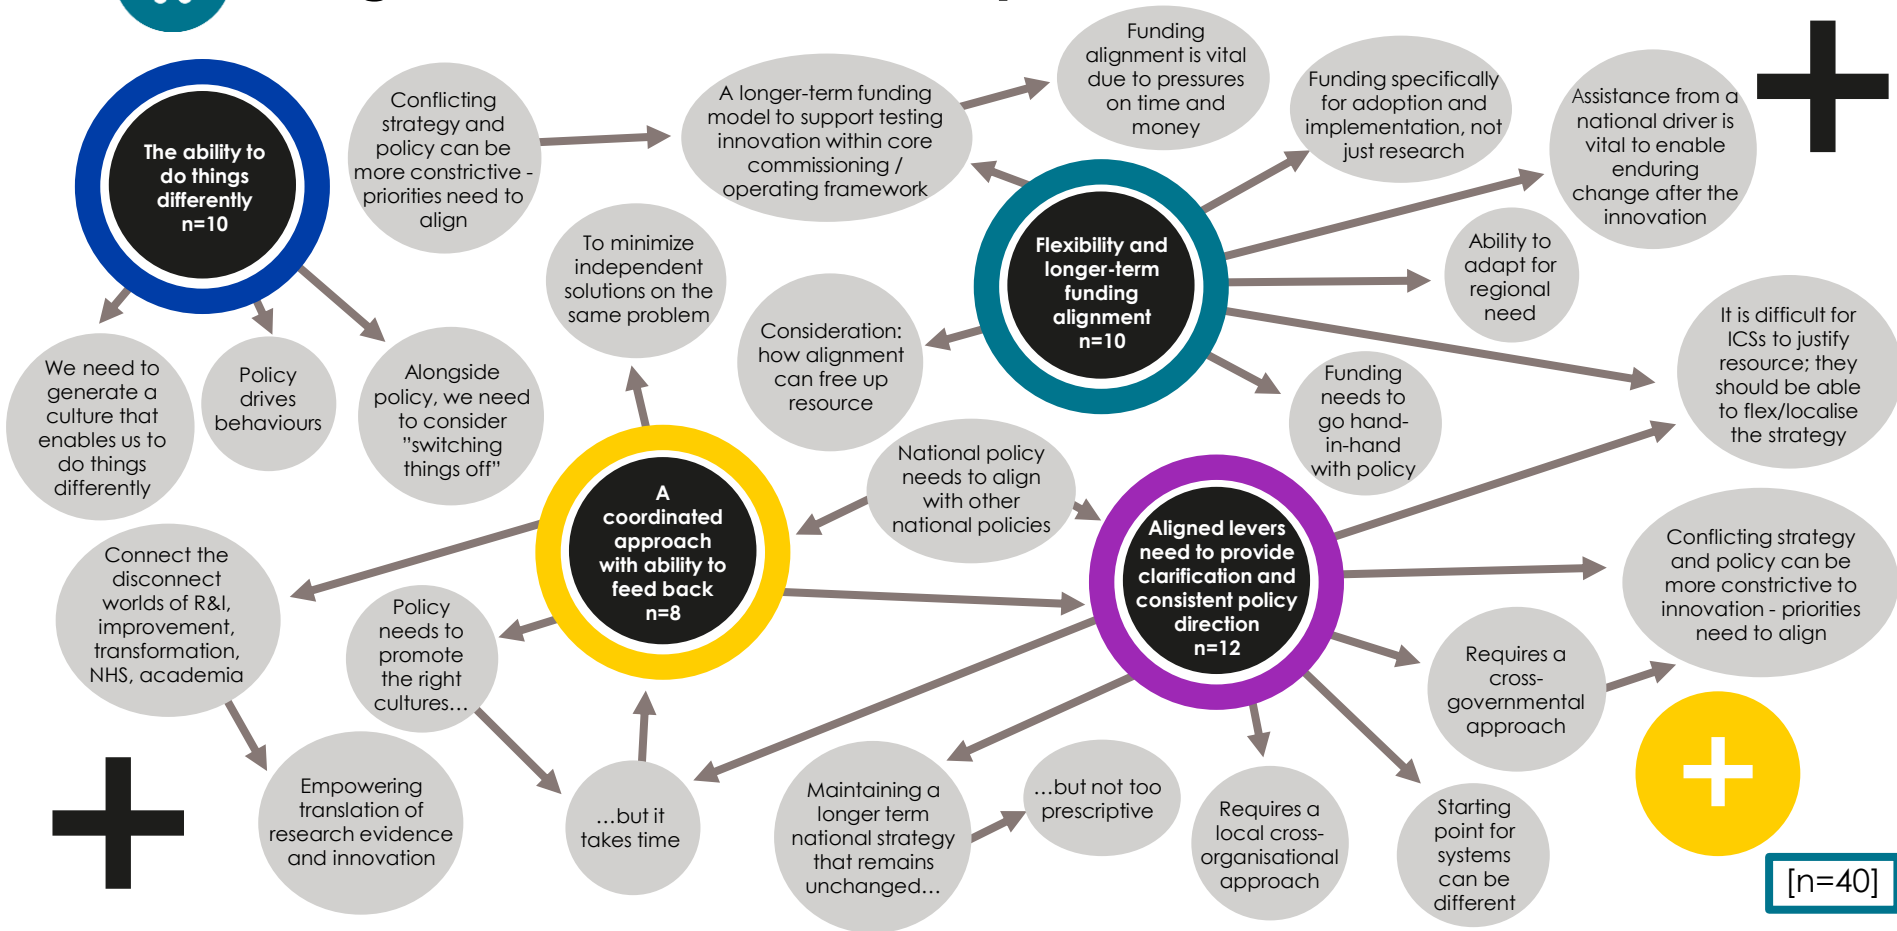 The ability to
do things
differently
n=10
Conflicting
strategy and
policy can be
more constrictive -
priorities need to
align
A longer-term funding
model to support testing
innovation within core
commissioning /
operating framework
Funding
alignment is vital
due to pressures
on time and
money
Funding specifically
for adoption and
implementation, not
just research
Assistance from a
national driver is
vital to enable
enduring
change after the
innovation
To minimize
independent
solutions on the
same problem
Flexibility and
longer-term
funding
alignment
n=10
Ability to
adapt for
regional
need
Consideration:
how alignment
can free up
resource
It is difficult for
ICSs to justify
resource; they
should be able
to flex/localise
the strategy
We need to
generate a
culture that
enables us to
do things
differently
Policy
drives
behaviours
Alongside
policy, we need
to consider
”switching
things off”
Funding
needs to
go hand-
in-hand
with policy
National policy
needs to align
with other
national policies
A
coordinated
approach
with ability to
feed back
n=8
Aligned levers
need to provide
clarification and
consistent policy
direction
n=12
Conflicting strategy
and policy can be
more constrictive to
innovation - priorities
need to align
Connect the
disconnect
worlds of R&I,
improvement,
transformation,
NHS, academia
Policy
needs to
promote
the right
cultures…
Requires a
cross-
governmental
approach
Empowering
translation of
research evidence
and innovation
…but it
takes time
Maintaining a
longer term
national strategy
that remains
unchanged…
…but not too
prescriptive
Requires a
local cross-
organisational
approach
Starting
point for
systems
can be
different
[n=40]